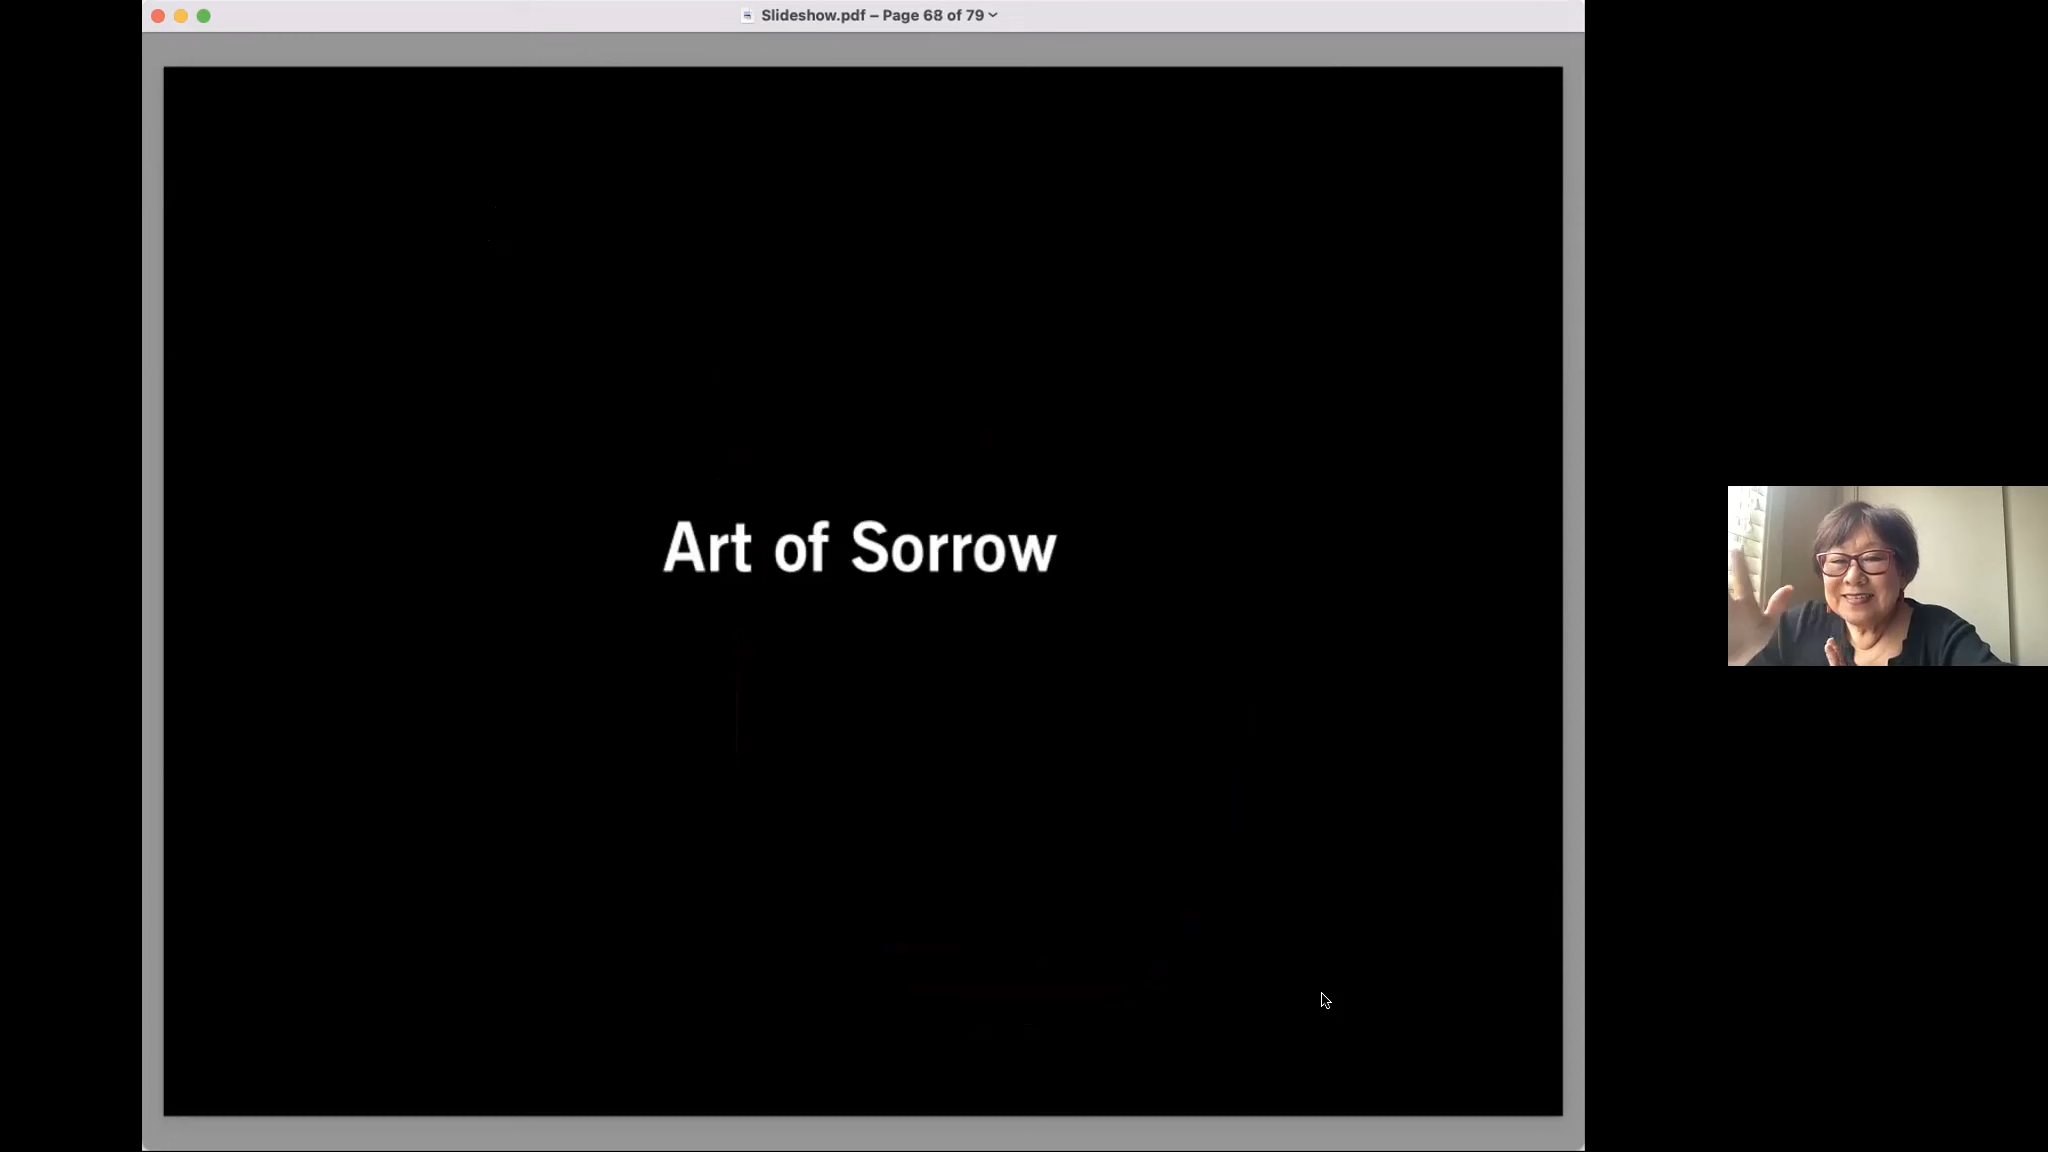 Slideshow.pdf – Page 68 of 79
Art of Sorrow